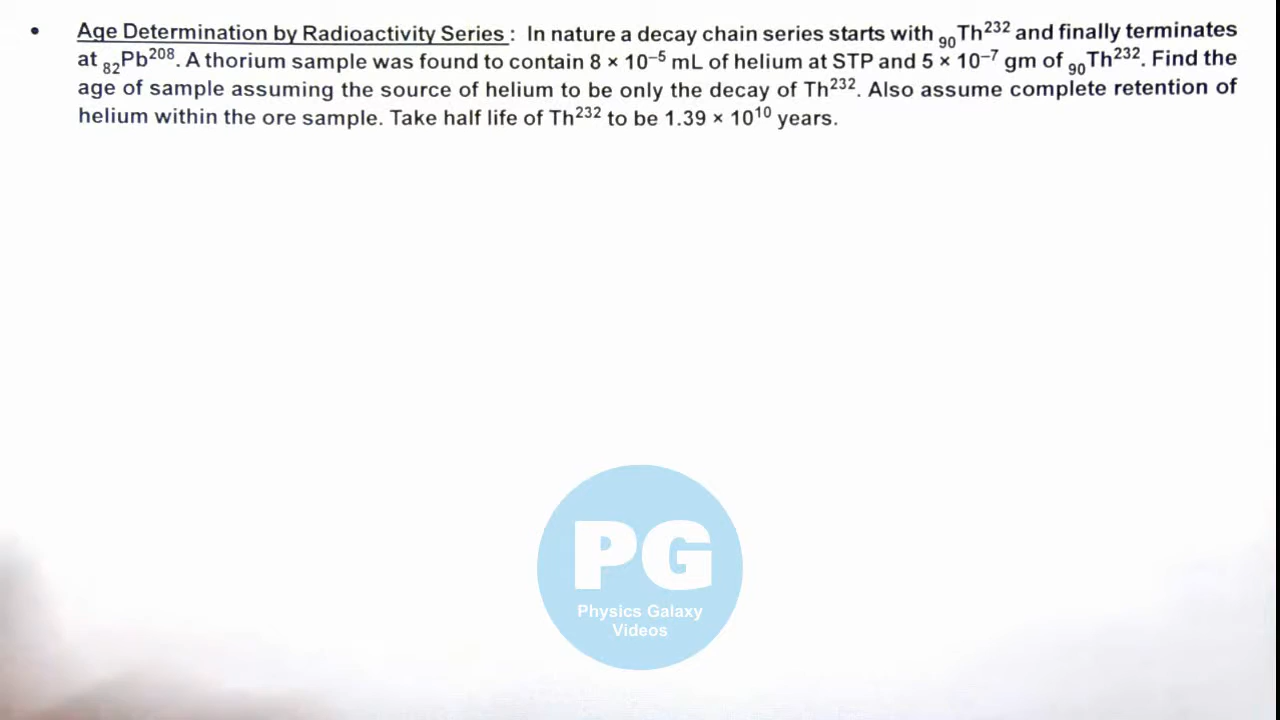 • Age Determination by Radioactivity Series : In nature a decay chain series starts with ₉₀Th²³² and finally terminates
at ₈₂Pb²⁰⁸. A thorium sample was found to contain 8 × 10⁻⁵ mL of helium at STP and 5 × 10⁻⁷ gm of ₉₀Th²³². Find the
age of sample assuming the source of helium to be only the decay of Th²³². Also assume complete retention of
helium within the ore sample. Take half life of Th²³² to be 1.39 × 10¹⁰ years.
PG
Physics Galaxy
Videos